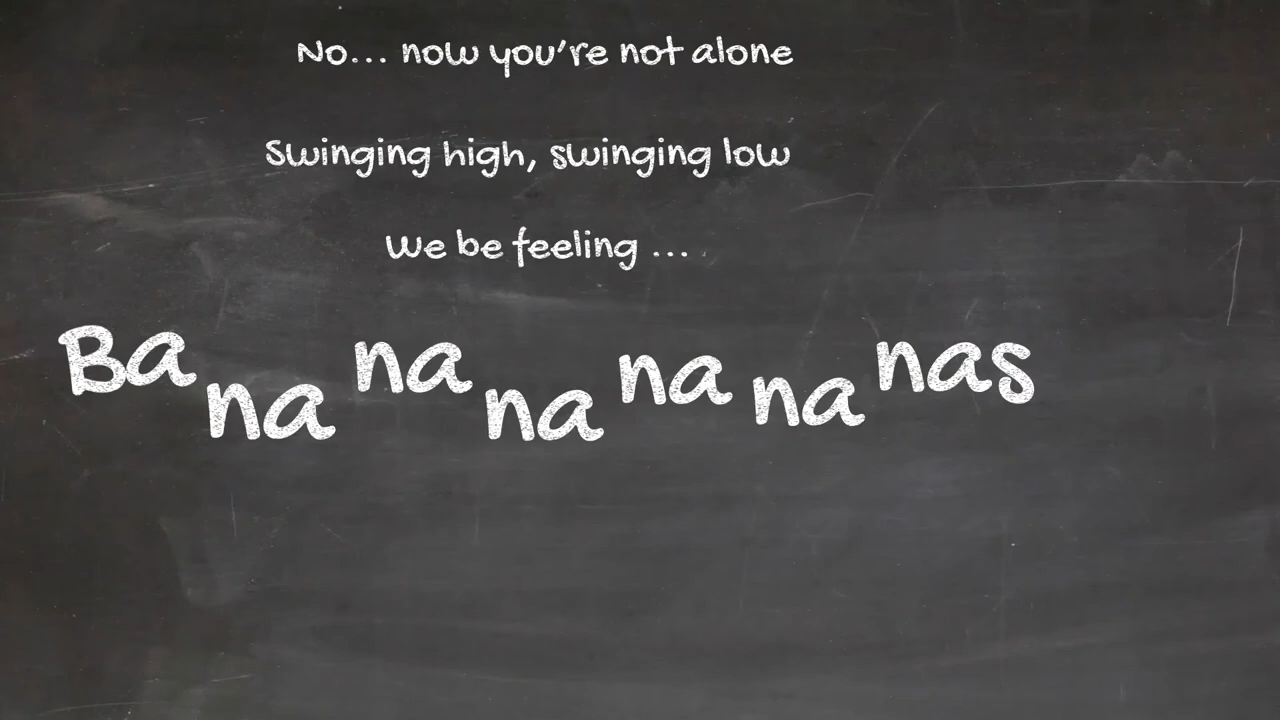 No... now you're not alone
Swinging high, swinging low
We be feeling ...
Ba na na na na na nas